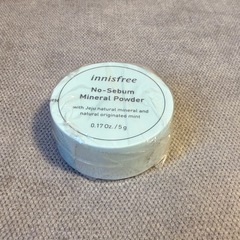 innisfree
No-Sebum
Mineral Powder
with Jeju natural mineral and
natural originated mint
0.17 Oz. / 5 g